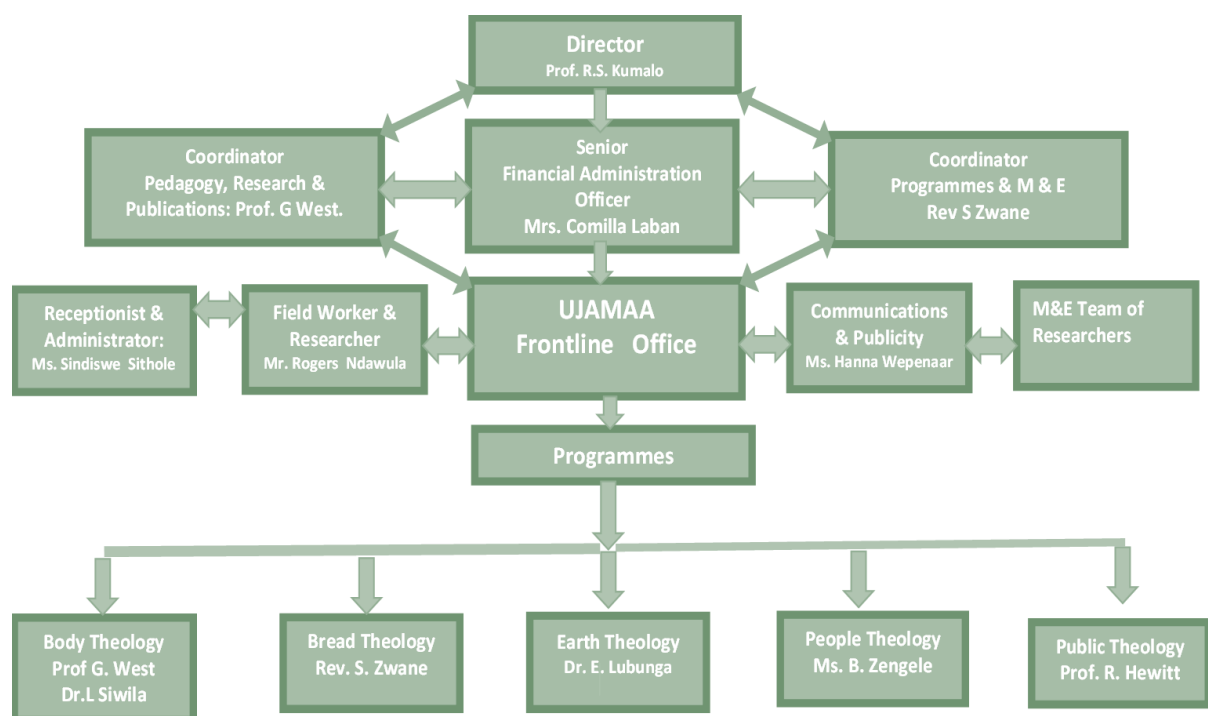 Director
Prof. R.S. Kumalo
Coordinator
Pedagogy, Research &
Publications: Prof. G West.
Senior
Financial Administration
Officer
Mrs. Comilla Laban
Coordinator
Programmes & M & E
Rev S Zwane
Receptionist &
Administrator:
Ms. Sindiswe Sithole
Field Worker &
Researcher
Mr. Rogers Ndawula
UJAMAA
Frontline Office
Communications
& Publicity
Ms. Hanna Wepenaar
M&E Team of
Researchers
Programmes
Body Theology
Prof G. West
Dr.L Siwila
Bread Theology
Rev. S. Zwane
Earth Theology
Dr. E. Lubunga
People Theology
Ms. B. Zengele
Public Theology
Prof. R. Hewitt